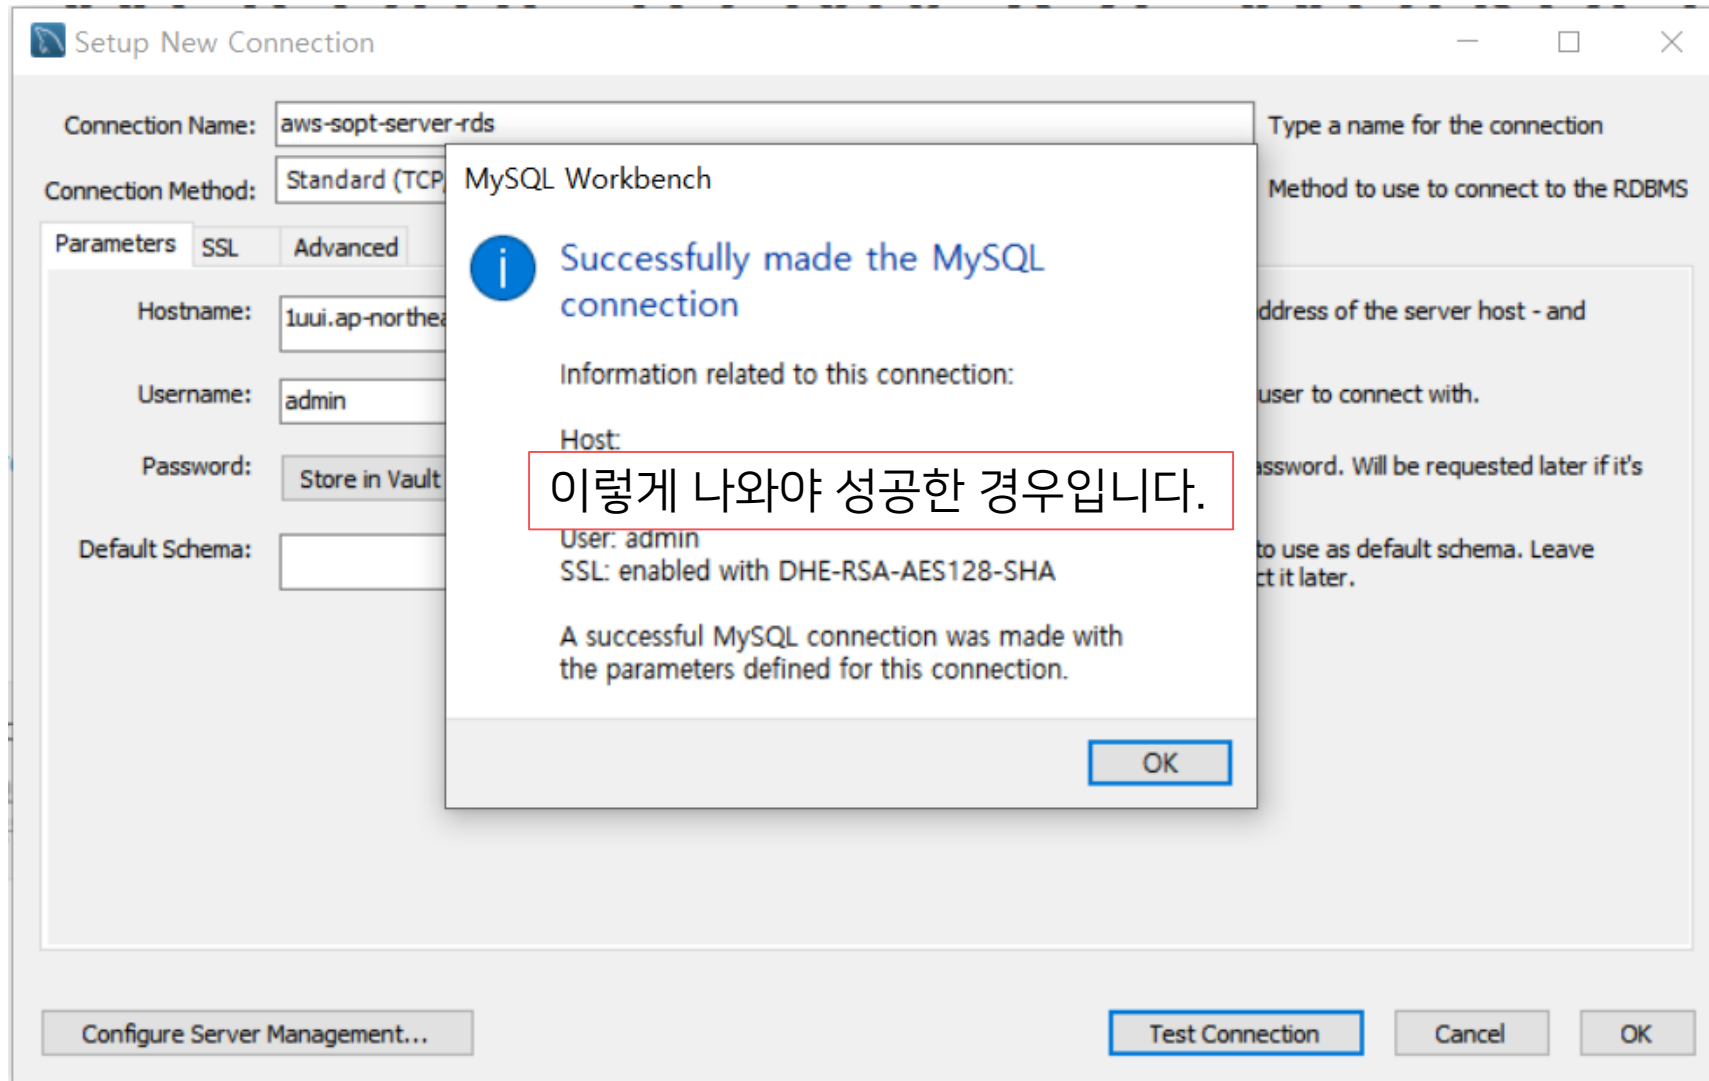 Setup New Connection
Connection Name:
aws-sopt-server-rds
Type a name for the connection
Connection Method:
Standard (TCP
Method to use to connect to the RDBMS
Parameters
SSL
Advanced
MySQL Workbench
Successfully made the MySQL
connection
Information related to this connection:
Host:
이렇게 나와야 성공한 경우입니다.
User: admin
SSL: enabled with DHE-RSA-AES128-SHA
A successful MySQL connection was made with
the parameters defined for this connection.
OK
Hostname:
1uui.ap-northea
ddress of the server host - and
Username:
admin
user to connect with.
Password:
Store in Vault
assword. Will be requested later if it's
Default Schema:
to use as default schema. Leave
ct it later.
Configure Server Management...
Test Connection
Cancel
OK